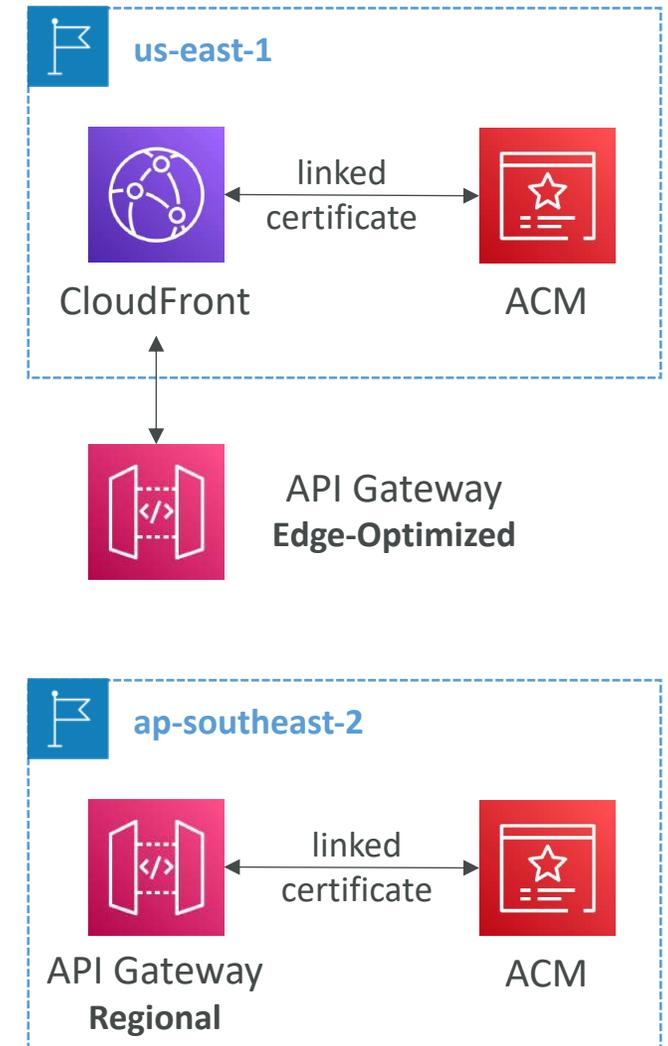 us-east-1
linked
certificate
CloudFront
ACM
</>
API Gateway
Edge-Optimized
ap-southeast-2
linked
certificate
</>
API Gateway
Regional
ACM